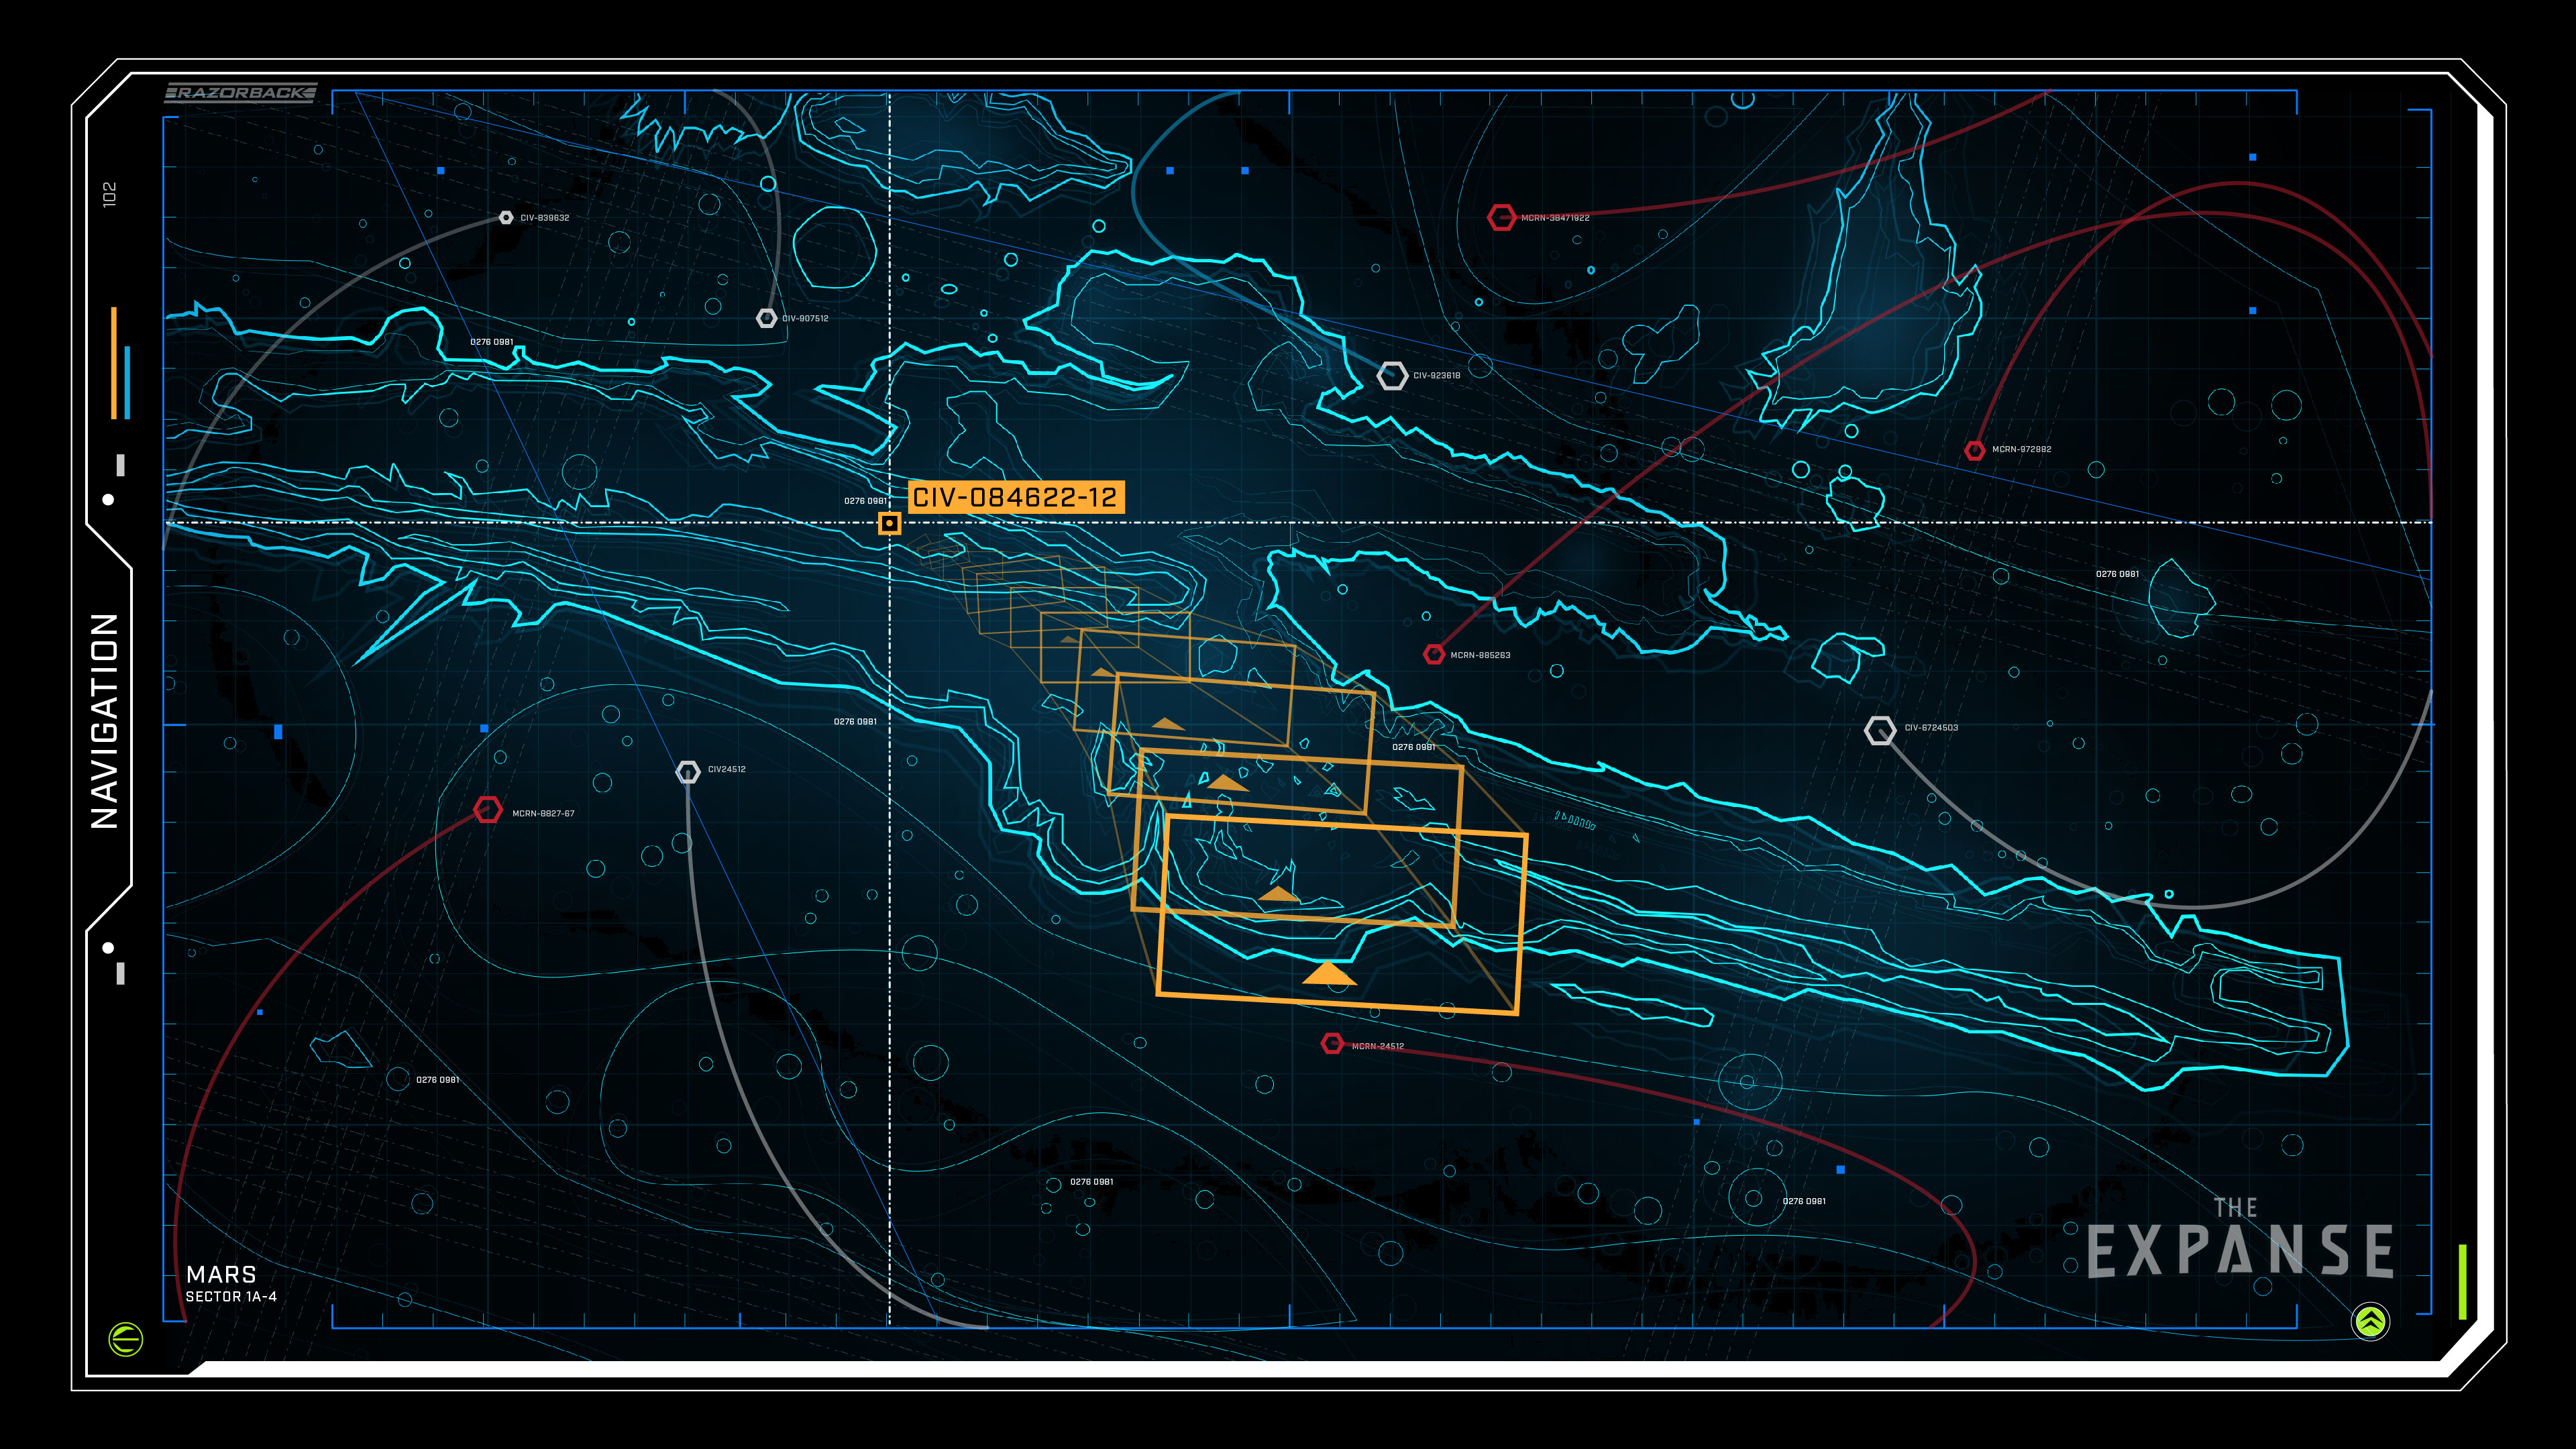 RAZORBACK
102
CIV-839632
MCRN-38471922
CIV-907512
0276 0981
CIV-923618
MCRN-972882
CIV-084622-12
0276 0981
0276 0981
NAVIGATION
MCRN-885263
0276 0981
CIV-6724503
0276 0981
CIV24512
MCRN-8827-67
MCRN-24512
0276 0981
0276 0981
0276 0981
THE
EXPANSE
MARS
SECTOR 1A-4